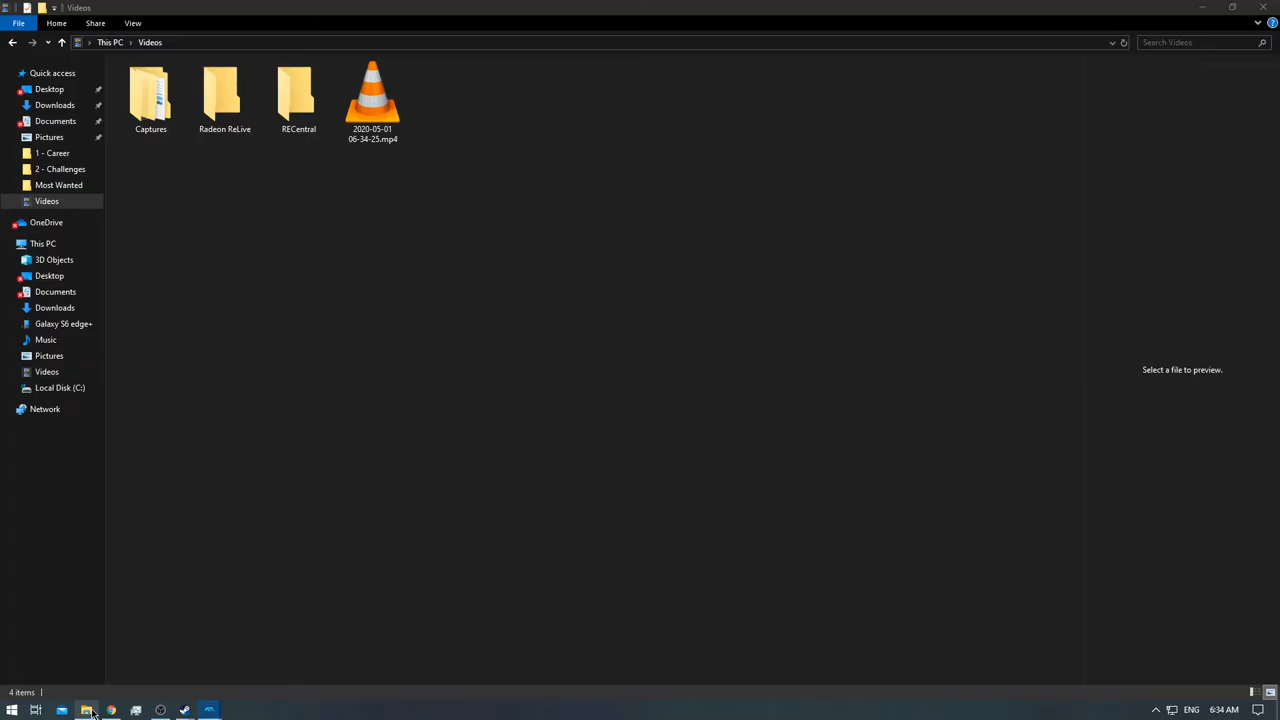 Videos
File
Home
Share
View
This PC
Videos
Search Videos
Quick access
Desktop
Downloads
Documents
Pictures
1 - Career
2 - Challenges
Most Wanted
Videos
OneDrive
This PC
3D Objects
Desktop
Documents
Downloads
Galaxy S6 edge+
Music
Pictures
Videos
Local Disk (C:)
Network
Captures
Radeon ReLive
RECentral
2020-05-01
06-34-25.mp4
Select a file to preview.
4 items
ENG
6:34 AM